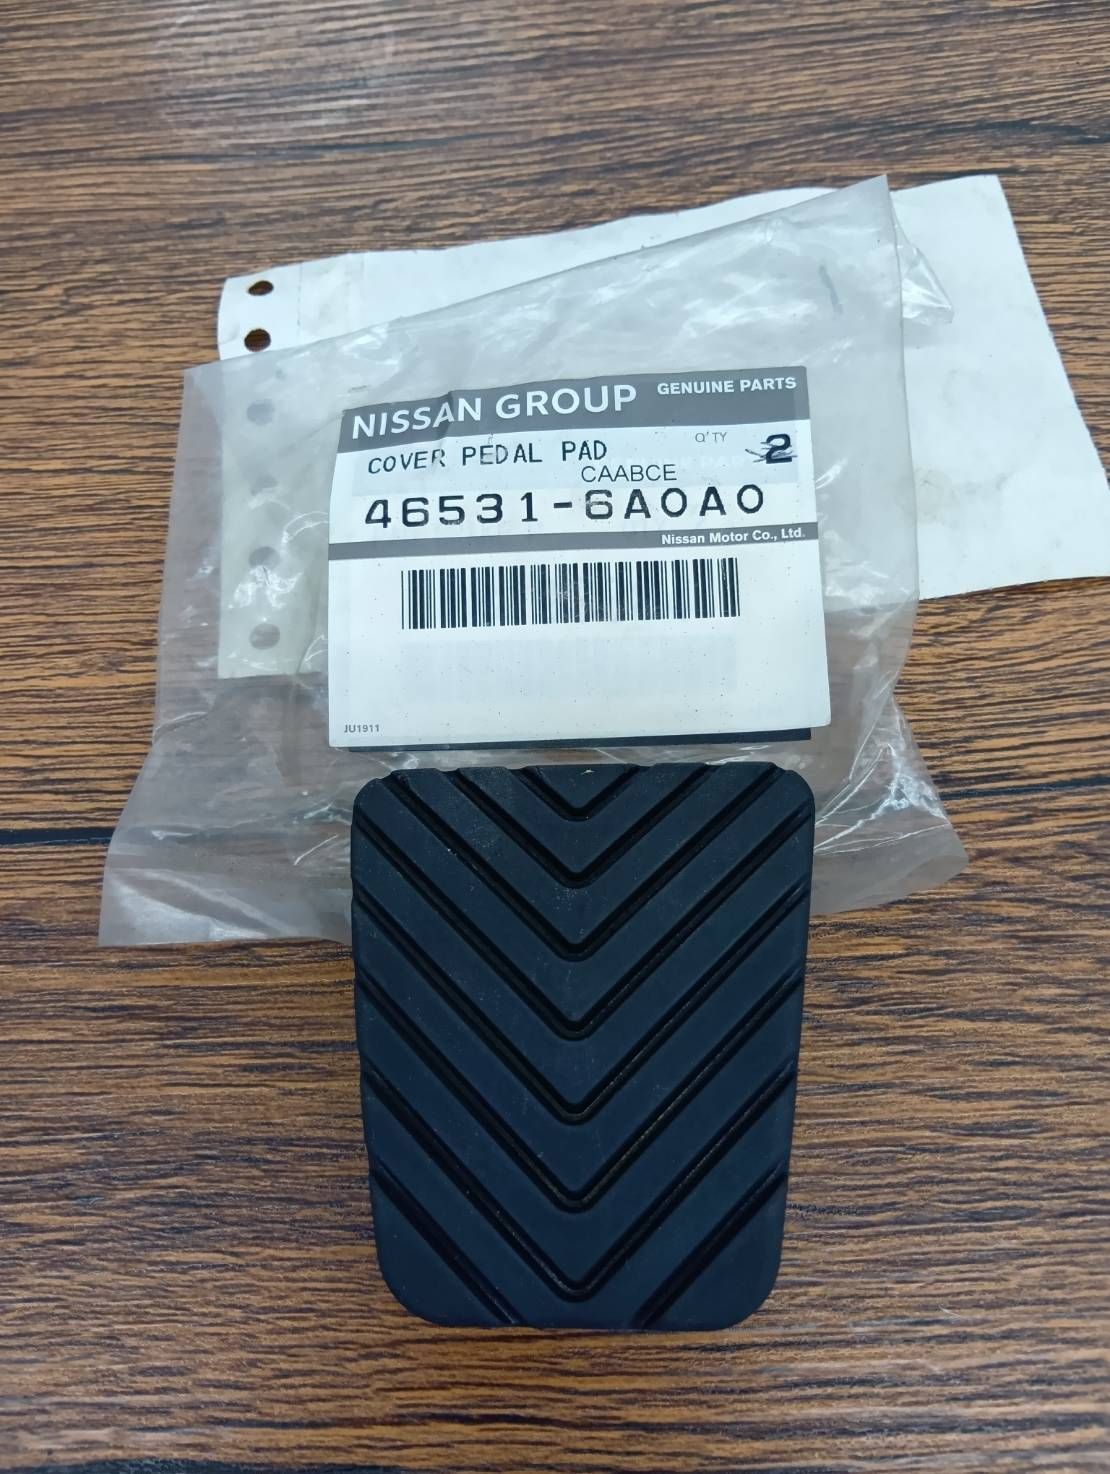 NISSAN GROUP GENUINE PARTS
COVER PEDAL PAD
Q'TY 2
CAABCE
46531-6A0A0
Nissan Motor Co., Ltd.
JU1911